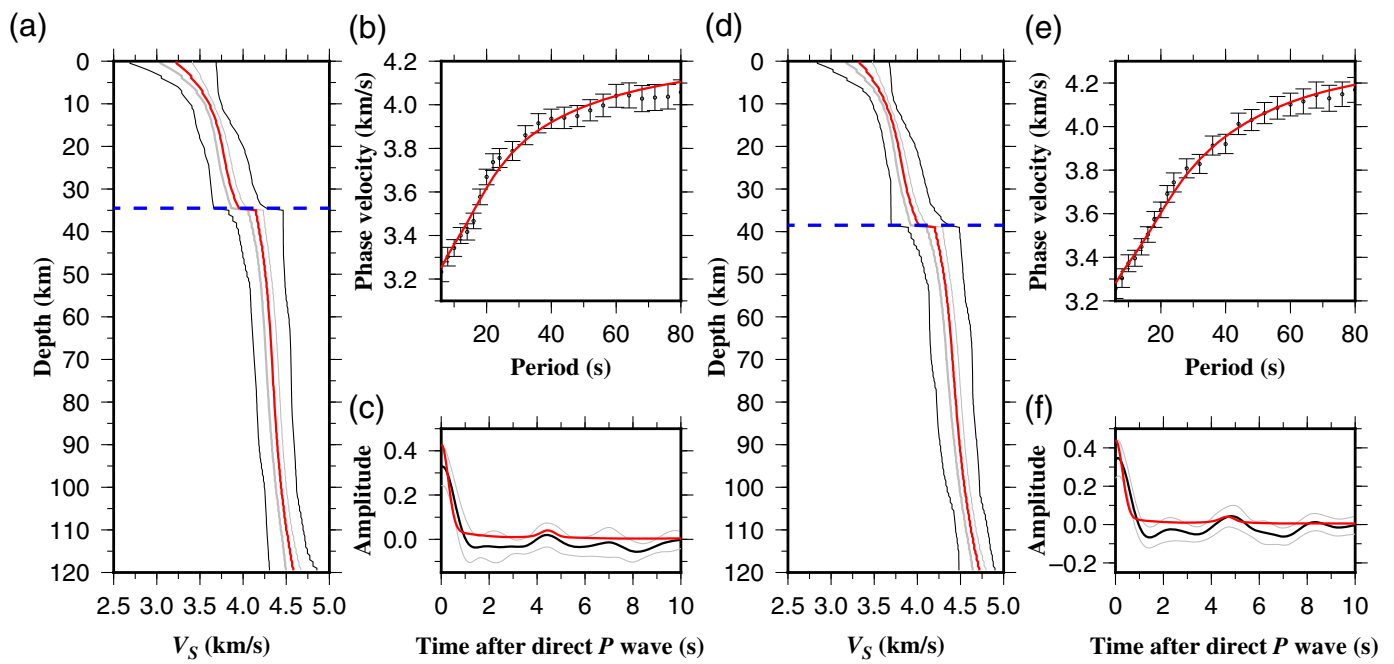 (a)
0
10
20
30
40
50
60
70
80
90
100
110
120
Depth (km)
2.5 3.0 3.5 4.0 4.5 5.0
V_S (km/s)
(b)
4.2
4.0
3.8
3.6
3.4
3.2
Phase velocity (km/s)
20 40 60 80
Period (s)
(c)
0.4
0.2
0.0
Amplitude
0 2 4 6 8 10
Time after direct P wave (s)
(d)
0
10
20
30
40
50
60
70
80
90
100
110
120
Depth (km)
2.5 3.0 3.5 4.0 4.5 5.0
V_S (km/s)
(e)
4.2
4.0
3.8
3.6
3.4
3.2
Phase velocity (km/s)
20 40 60 80
Period (s)
(f)
0.4
0.2
0.0
−0.2
Amplitude
0 2 4 6 8 10
Time after direct P wave (s)